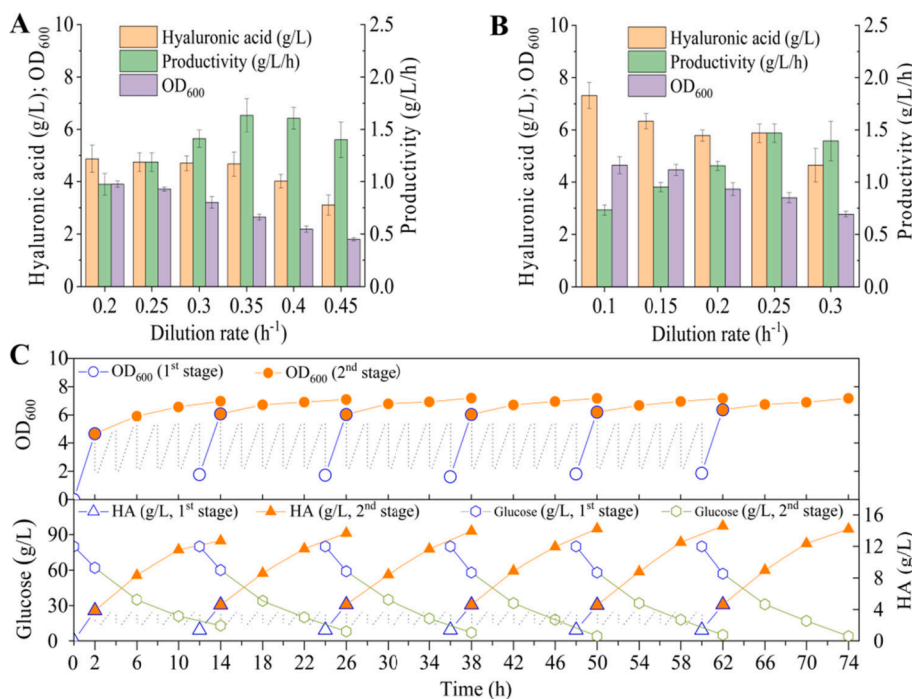 A
Hyaluronic acid (g/L)
Productivity (g/L/h)
OD600
Hyaluronic acid (g/L); OD600
10
8
6
4
2
0
2.5
2.0
1.5
1.0
0.5
0.0
Productivity (g/L/h)
0.2 0.25 0.3 0.35 0.4 0.45
Dilution rate (h-1)
B
Hyaluronic acid (g/L)
Productivity (g/L/h)
OD600
Hyaluronic acid (g/L); OD600
10
8
6
4
2
0
2.5
2.0
1.5
1.0
0.5
0.0
Productivity (g/L/h)
0.1 0.15 0.2 0.25 0.3
Dilution rate (h-1)
C
OD600 (1st stage) OD600 (2nd stage)
OD600
10
8
6
4
2
0
HA (g/L, 1st stage) HA (g/L, 2nd stage) Glucose (g/L, 1st stage) Glucose (g/L, 2nd stage)
Glucose (g/L)
90
60
30
0
16
12
8
4
0
HA (g/L)
0 2 6 10 14 18 22 26 30 34 38 42 46 50 54 58 62 66 70 74
Time (h)